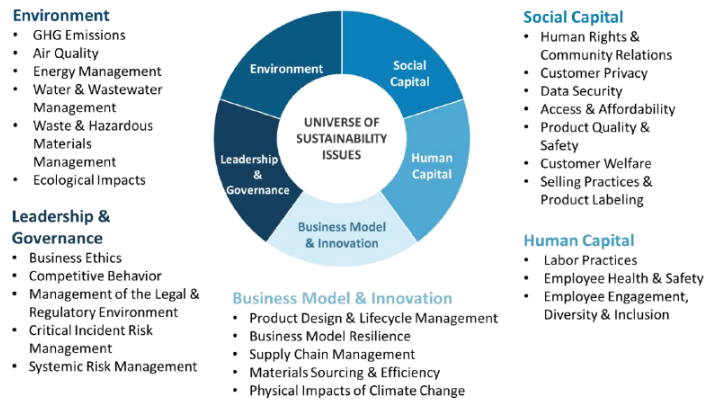 Environment
• GHG Emissions
• Air Quality
• Energy Management
• Water & Wastewater
Management
• Waste & Hazardous
Materials
Management
• Ecological Impacts
Leadership &
Governance
• Business Ethics
• Competitive Behavior
• Management of the Legal &
Regulatory Environment
• Critical Incident Risk
Management
• Systemic Risk Management
Environment
Social
Capital
UNIVERSE OF
SUSTAINABILITY
ISSUES
Leadership
&
Governance
Human
Capital
Business Model
& Innovation
Business Model & Innovation
• Product Design & Lifecycle Management
• Business Model Resilience
• Supply Chain Management
• Materials Sourcing & Efficiency
• Physical Impacts of Climate Change
Social Capital
• Human Rights &
Community Relations
• Customer Privacy
• Data Security
• Access & Affordability
• Product Quality &
Safety
• Customer Welfare
• Selling Practices &
Product Labeling
Human Capital
• Labor Practices
• Employee Health & Safety
• Employee Engagement,
Diversity & Inclusion